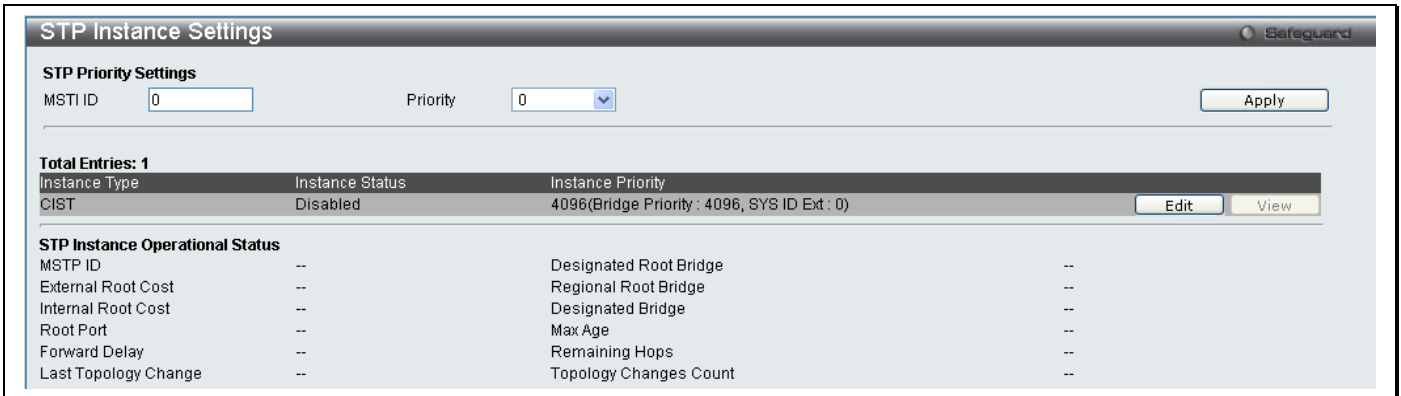 STP Instance Settings
Safeguard
STP Priority Settings
MSTI ID 0 Priority 0 Apply
Total Entries: 1
Instance Type Instance Status Instance Priority
CIST Disabled 4096(Bridge Priority : 4096, SYS ID Ext : 0) Edit View
STP Instance Operational Status
MSTP ID -- Designated Root Bridge --
External Root Cost -- Regional Root Bridge --
Internal Root Cost -- Designated Bridge --
Root Port -- Max Age --
Forward Delay -- Remaining Hops --
Last Topology Change -- Topology Changes Count --